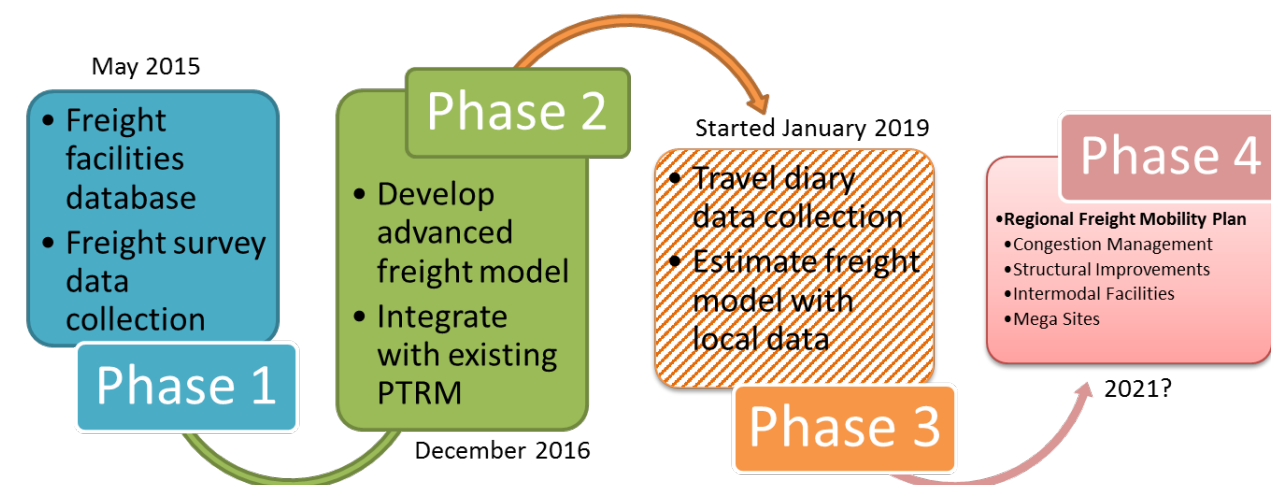 May 2015
• Freight
facilities
database
• Freight survey
data
collection
Phase 1
Phase 2
• Develop
advanced
freight model
• Integrate
with existing
PTRM
December 2016
Started January 2019
• Travel diary
data collection
• Estimate freight
model with
local data
Phase 3
Phase 4
•Regional Freight Mobility Plan
•Congestion Management
•Structural Improvements
•Intermodal Facilities
•Mega Sites
2021?